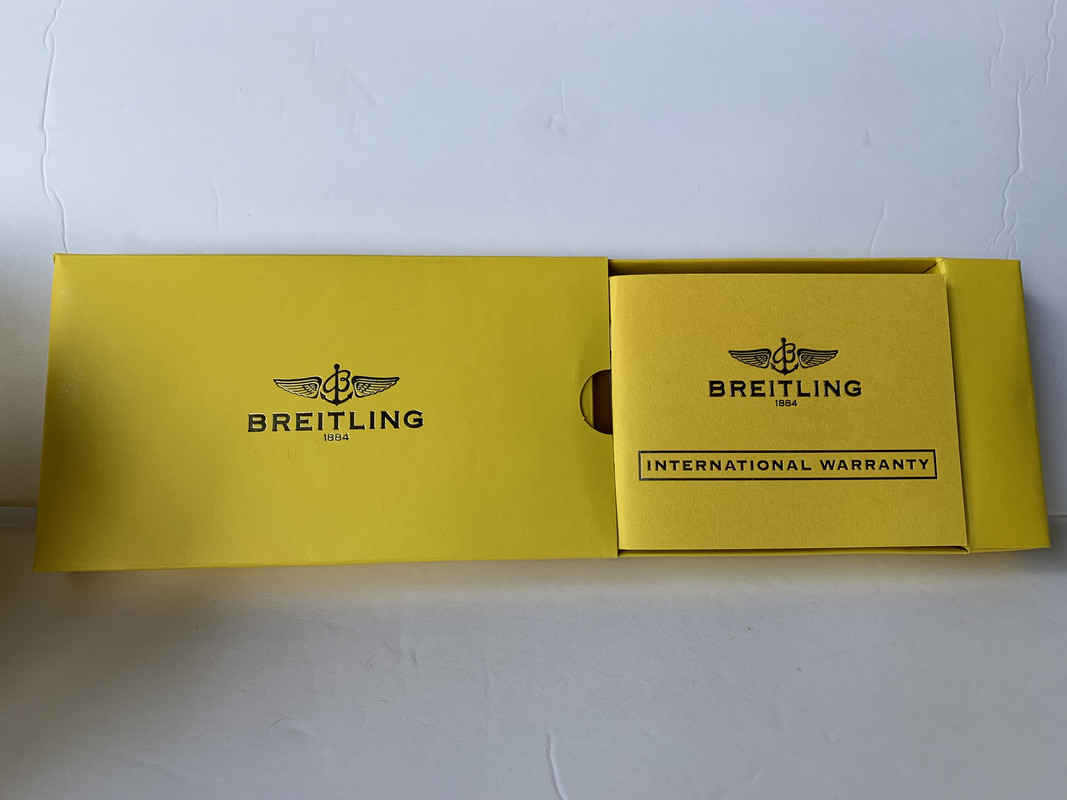 BREITLING
1884
BREITLING
1884
INTERNATIONAL WARRANTY